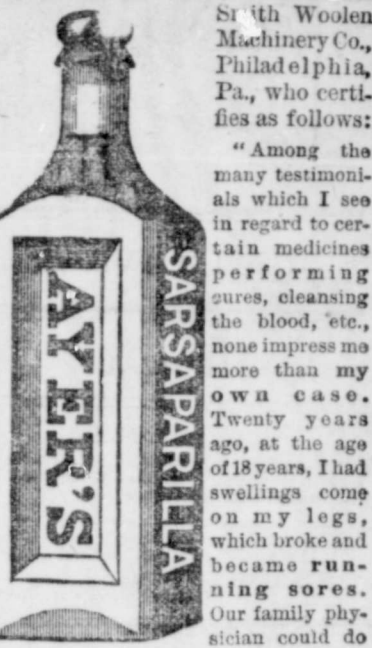 AYER'S
SARSAPARILLA
Smith Woolen
Machinery Co.,
Philadelphia,
Pa., who certi-
fies as follows:
"Among the
many testimoni-
als which I see
in regard to cer-
tain medicines
performing
cures, cleansing
the blood, etc.,
none impress me
more than my
own case.
Twenty years
ago, at the age
of 18 years, I had
swellings come
on my legs,
which broke and
became run-
ning sores.
Our family phy-
sician could do